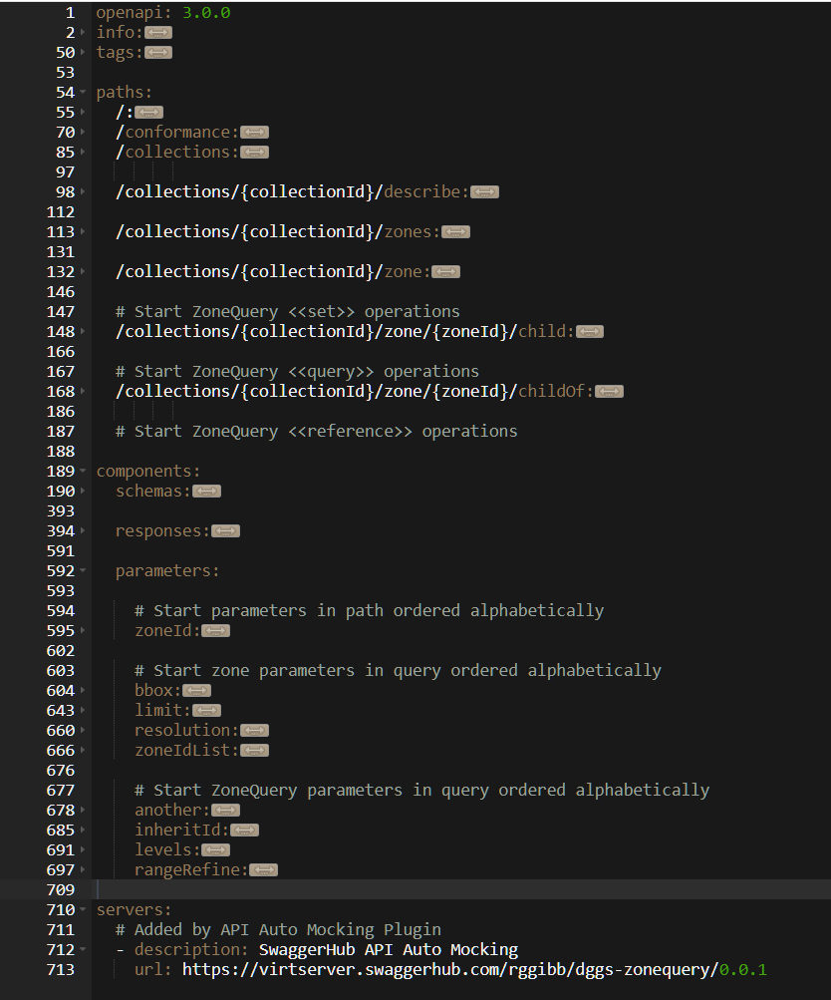 1 openapi: 3.0.0
2 info:
50 tags:
53
54 paths:
55 /:
70 /conformance:
85 /collections:
97
98 /collections/{collectionId}/describe:
112
113 /collections/{collectionId}/zones:
131
132 /collections/{collectionId}/zone:
146
147 # Start ZoneQuery <<set>> operations
148 /collections/{collectionId}/zone/{zoneId}/child:
166
167 # Start ZoneQuery <<query>> operations
168 /collections/{collectionId}/zone/{zoneId}/childOf:
186
187 # Start ZoneQuery <<reference>> operations
188
189 components:
190 schemas:
393
394 responses:
591
592 parameters:
593
594 # Start parameters in path ordered alphabetically
595 zoneId:
602
603 # Start zone parameters in query ordered alphabetically
604 bbox:
643 limit:
660 resolution:
666 zoneIdList:
676
677 # Start ZoneQuery parameters in query ordered alphabetically
678 another:
685 inheritId:
691 levels:
697 rangeRefine:
709
710 servers:
711 # Added by API Auto Mocking Plugin
712 - description: SwaggerHub API Auto Mocking
713 url: https://virtserver.swaggerhub.com/rggibb/dggs-zonequery/0.0.1